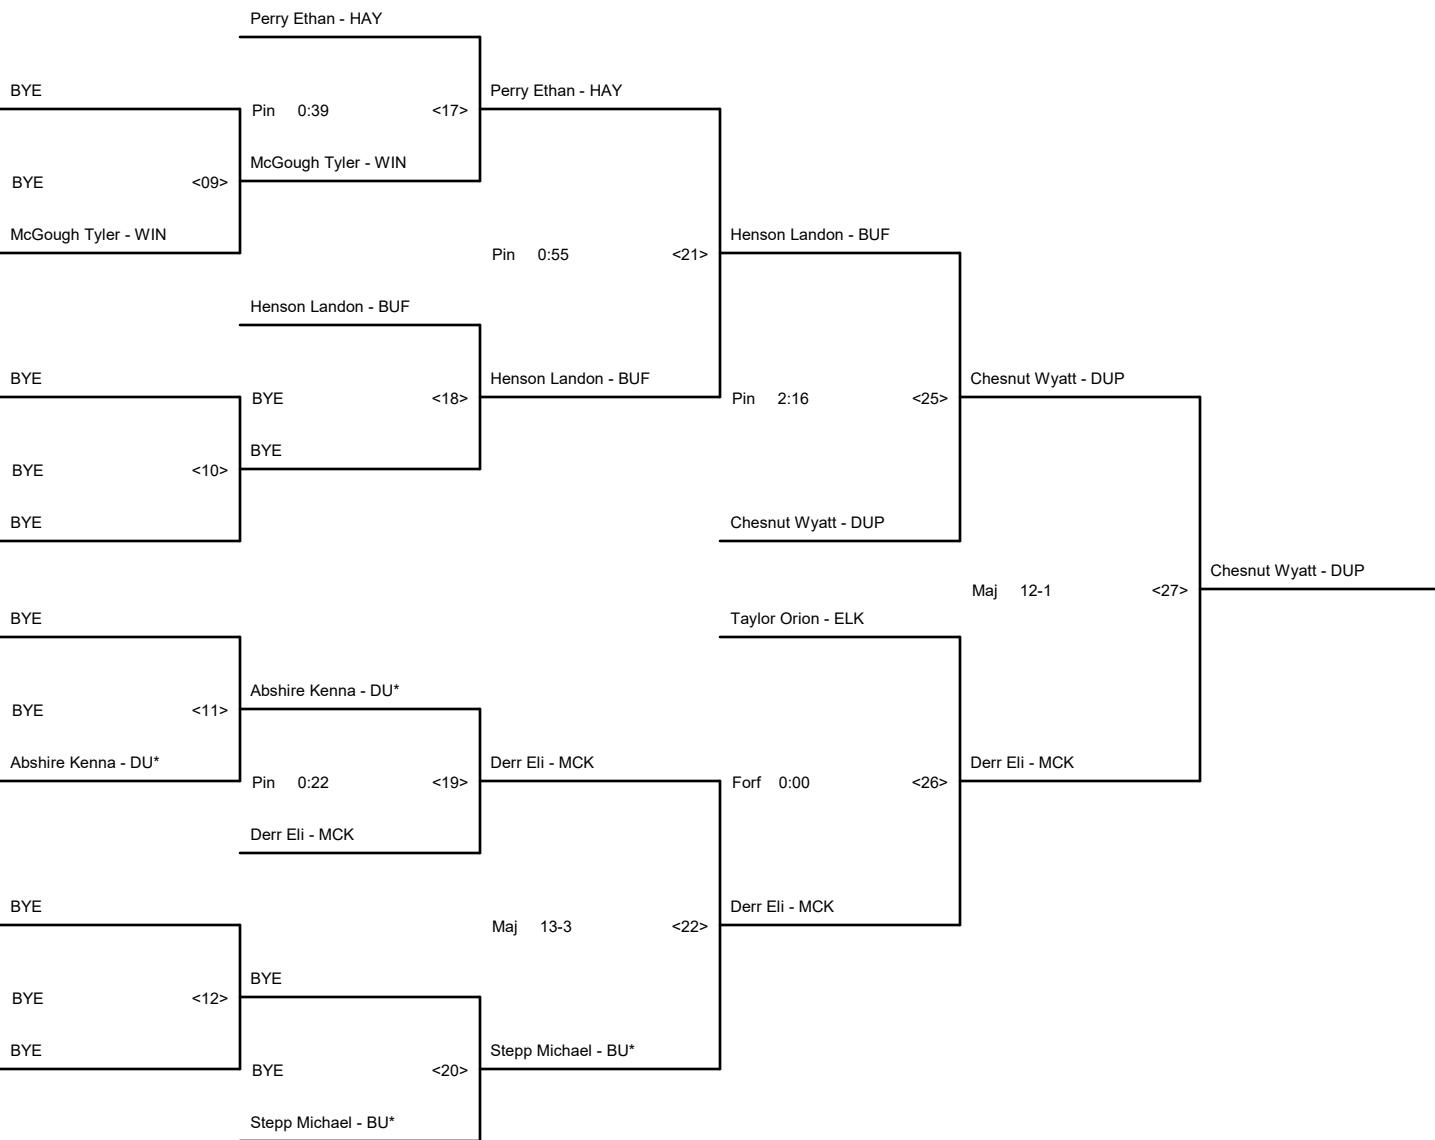 Perry Ethan - HAY
BYE
Perry Ethan - HAY
Pin 0:39 <17>
McGough Tyler - WIN
BYE <09>
McGough Tyler - WIN
Henson Landon - BUF
Pin 0:55 <21>
Henson Landon - BUF
BYE
Henson Landon - BUF
Chesnut Wyatt - DUP
BYE <18>
Pin 2:16 <25>
BYE
BYE <10>
BYE
Chesnut Wyatt - DUP
Chesnut Wyatt - DUP
Maj 12-1 <27>
BYE
Taylor Orion - ELK
Abshire Kenna - DU*
BYE <11>
Abshire Kenna - DU*
Derr Eli - MCK
Derr Eli - MCK
Pin 0:22 <19>
Forf 0:00 <26>
Derr Eli - MCK
BYE
Derr Eli - MCK
Maj 13-3 <22>
BYE
BYE <12>
BYE
Stepp Michael - BU*
BYE <20>
Stepp Michael - BU*